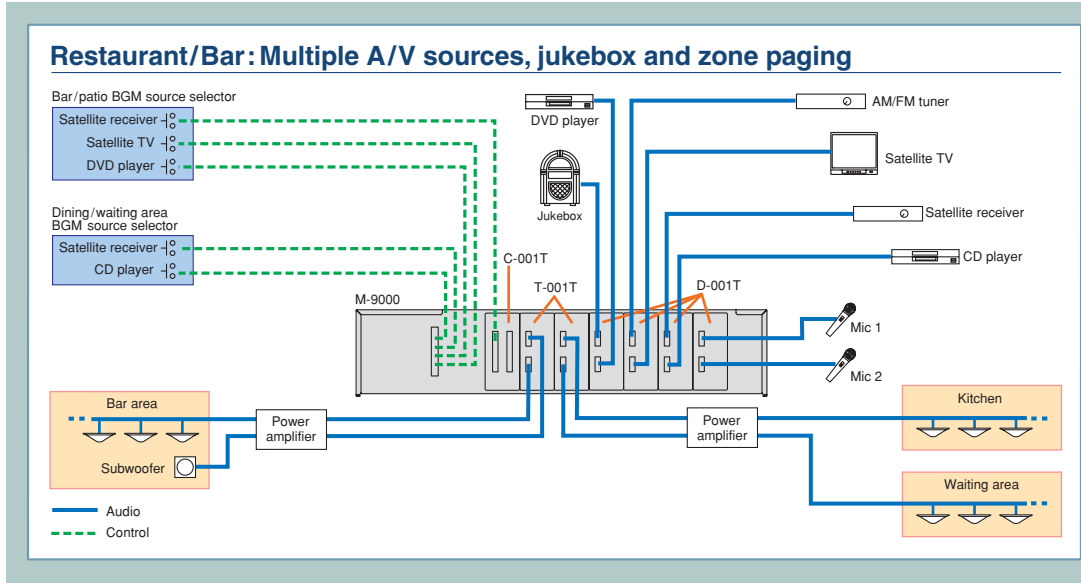 Restaurant/Bar: Multiple A/V sources, jukebox and zone paging
Bar/patio BGM source selector
Satellite receiver
Satellite TV
DVD player
Dining/waiting area
BGM source selector
Satellite receiver
CD player
DVD player
Jukebox
AM/FM tuner
Satellite TV
Satellite receiver
CD player
C-001T
T-001T
D-001T
M-9000
Mic 1
Mic 2
Bar area
Subwoofer
Power
amplifier
Power
amplifier
Kitchen
Waiting area
Audio
Control